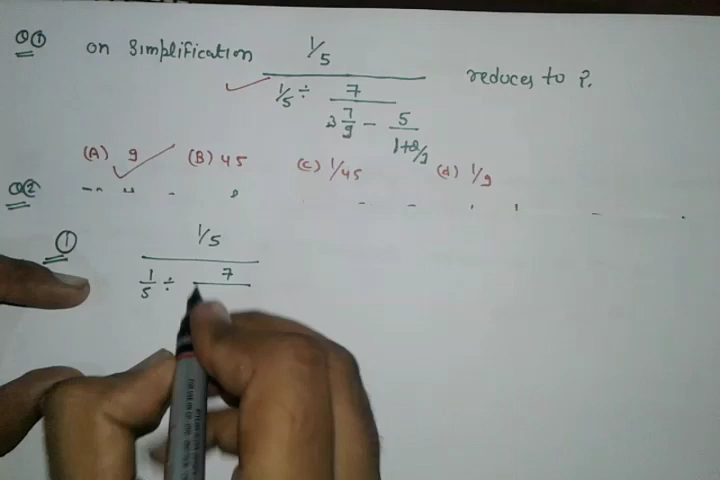 Q① on Simplification 1/5 reduces to ?.
1/5 ÷ 7
3 7/9 - 5
1+2/3
(A) 9 (B) 45 (C) 1/45 (d) 1/9
Q②
① 1/5
1/5 ÷ 7